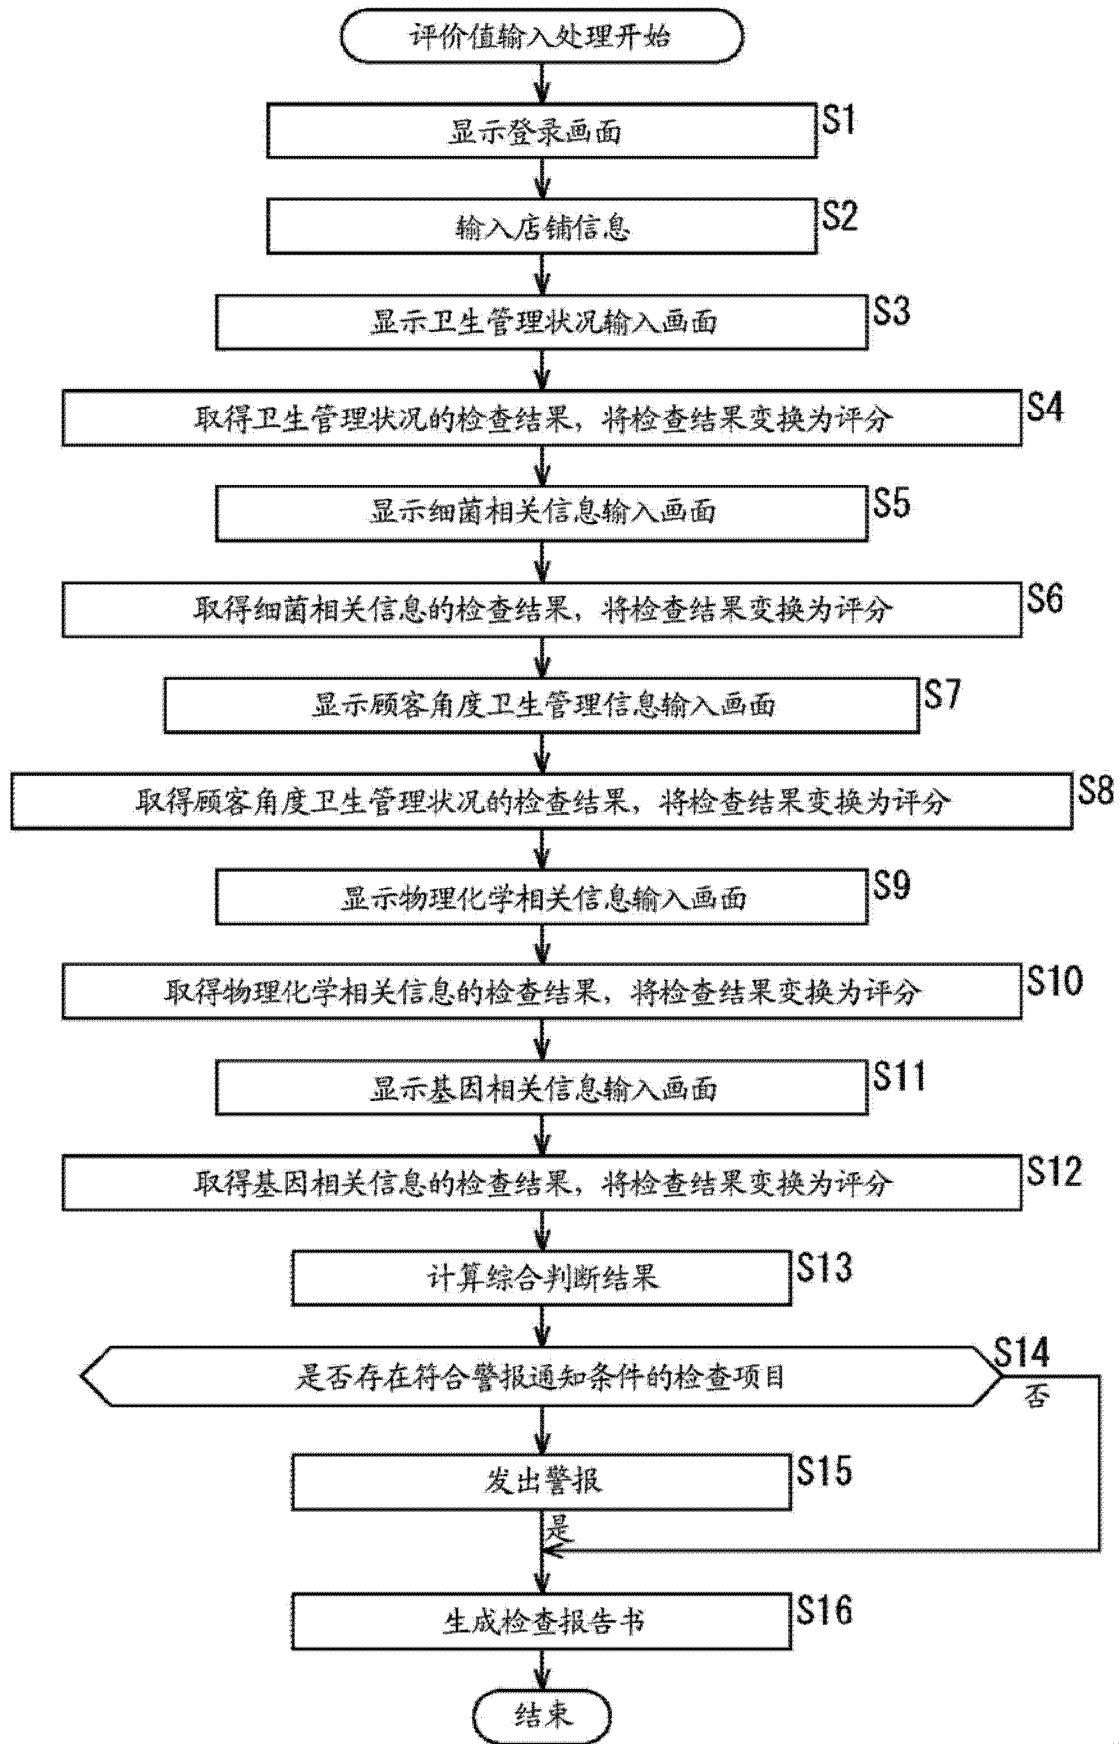 评价值输入处理开始
显示登录画面
S1
输入店铺信息
S2
显示卫生管理状况输入画面
S3
取得卫生管理状况的检查结果，将检查结果变换为评分
S4
显示细菌相关信息输入画面
S5
取得细菌相关信息的检查结果，将检查结果变换为评分
S6
显示顾客角度卫生管理信息输入画面
S7
取得顾客角度卫生管理状况的检查结果，将检查结果变换为评分
S8
显示物理化学相关信息输入画面
S9
取得物理化学相关信息的检查结果，将检查结果变换为评分
S10
显示基因相关信息输入画面
S11
取得基因相关信息的检查结果，将检查结果变换为评分
S12
计算综合判断结果
S13
是否存在符合警报通知条件的检查项目
S14
否
发出警报
S15
是
生成检查报告书
S16
结束